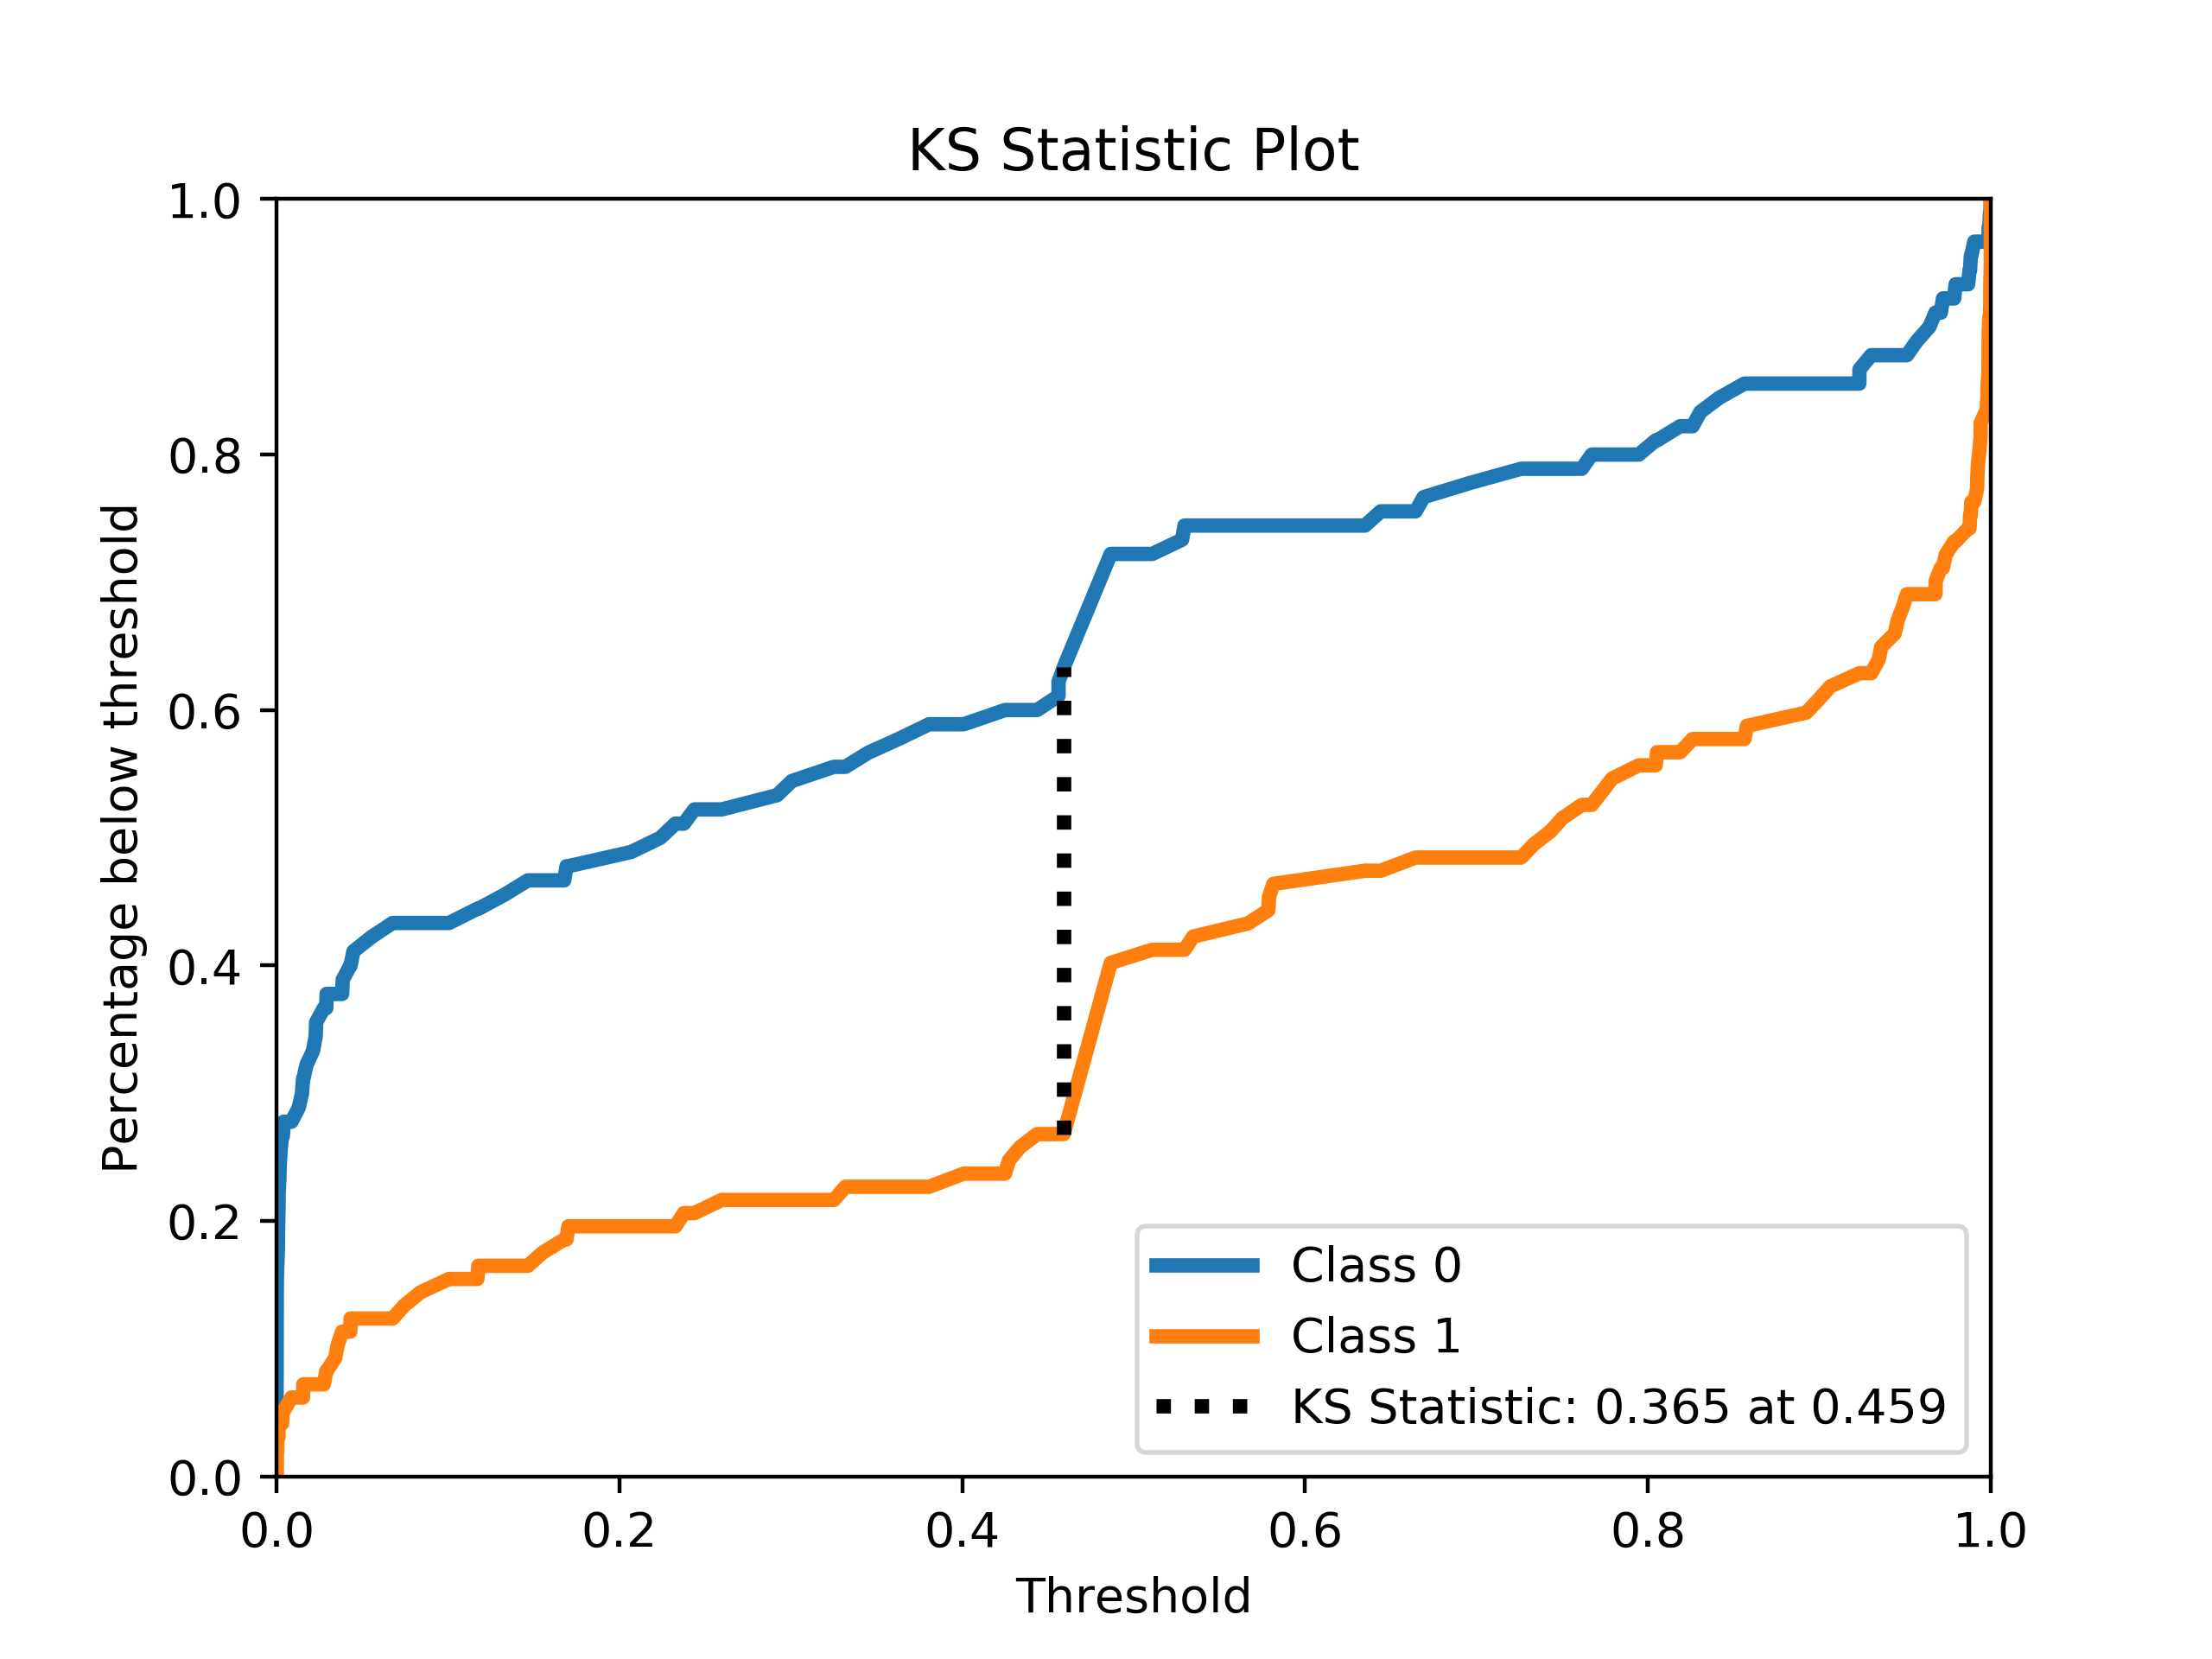 KS Statistic Plot
1.0
0.8
0.6
0.4
0.2
0.0
Percentage below threshold
0.0 0.2 0.4 0.6 0.8 1.0
Threshold
Class 0
Class 1
KS Statistic: 0.365 at 0.459